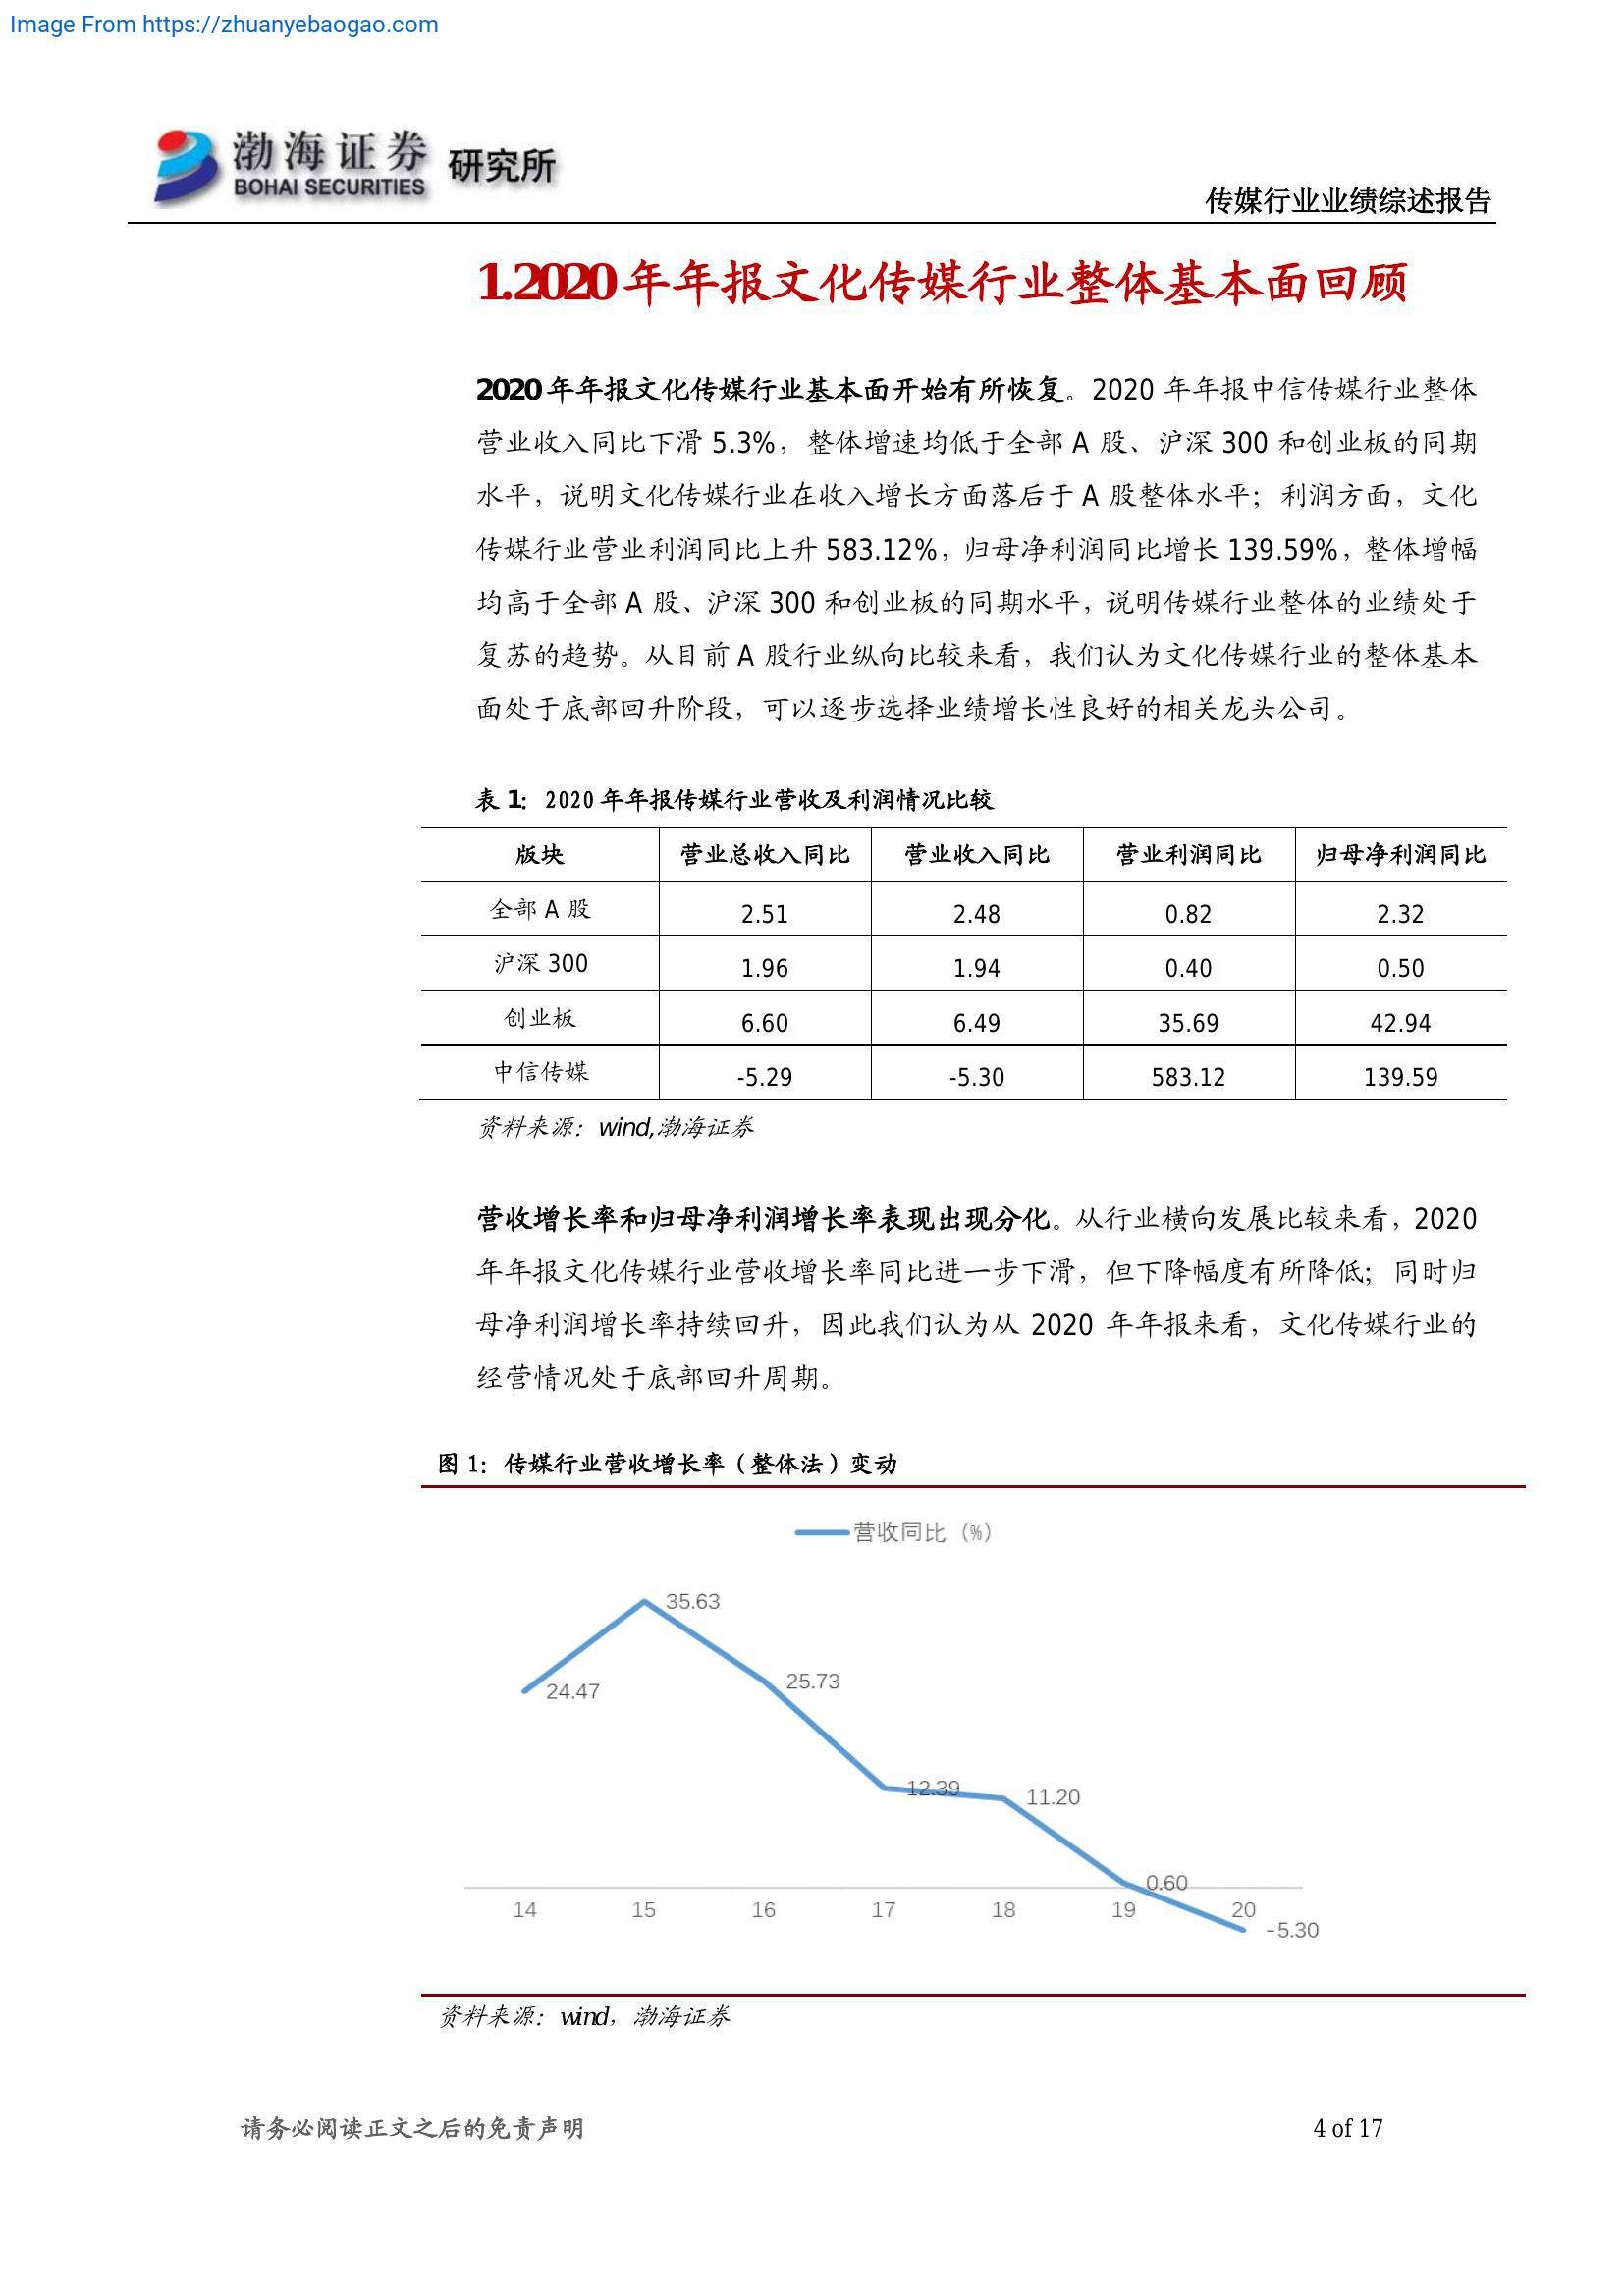 Image From https://zhuanyebaogao.com
渤海证券 研究所
BOHAI SECURITIES
传媒行业业绩综述报告
1.2020年年报文化传媒行业整体基本面回顾
2020年年报文化传媒行业基本面开始有所恢复。2020 年年报中信传媒行业整体
营业收入同比下滑 5.3%，整体增速均低于全部 A 股、沪深 300 和创业板的同期
水平，说明文化传媒行业在收入增长方面落后于 A 股整体水平；利润方面，文化
传媒行业营业利润同比上升 583.12%，归母净利润同比增长 139.59%，整体增幅
均高于全部 A 股、沪深 300 和创业板的同期水平，说明传媒行业整体的业绩处于
复苏的趋势。从目前 A 股行业纵向比较来看，我们认为文化传媒行业的整体基本
面处于底部回升阶段，可以逐步选择业绩增长性良好的相关龙头公司。
表 1：2020 年年报传媒行业营收及利润情况比较
版块 营业总收入同比 营业收入同比 营业利润同比 归母净利润同比
全部 A 股 2.51 2.48 0.82 2.32
沪深 300 1.96 1.94 0.40 0.50
创业板 6.60 6.49 35.69 42.94
中信传媒 -5.29 -5.30 583.12 139.59
资料来源：wind,渤海证券
营收增长率和归母净利润增长率表现出现分化。从行业横向发展比较来看，2020
年年报文化传媒行业营收增长率同比进一步下滑，但下降幅度有所降低；同时归
母净利润增长率持续回升，因此我们认为从 2020 年年报来看，文化传媒行业的
经营情况处于底部回升周期。
图 1：传媒行业营收增长率（整体法）变动
营收同比（%）
35.63
25.73
24.47
12.39
11.20
0.60
14 15 16 17 18 19 20
-5.30
资料来源：wind，渤海证券
请务必阅读正文之后的免责声明 4 of 17